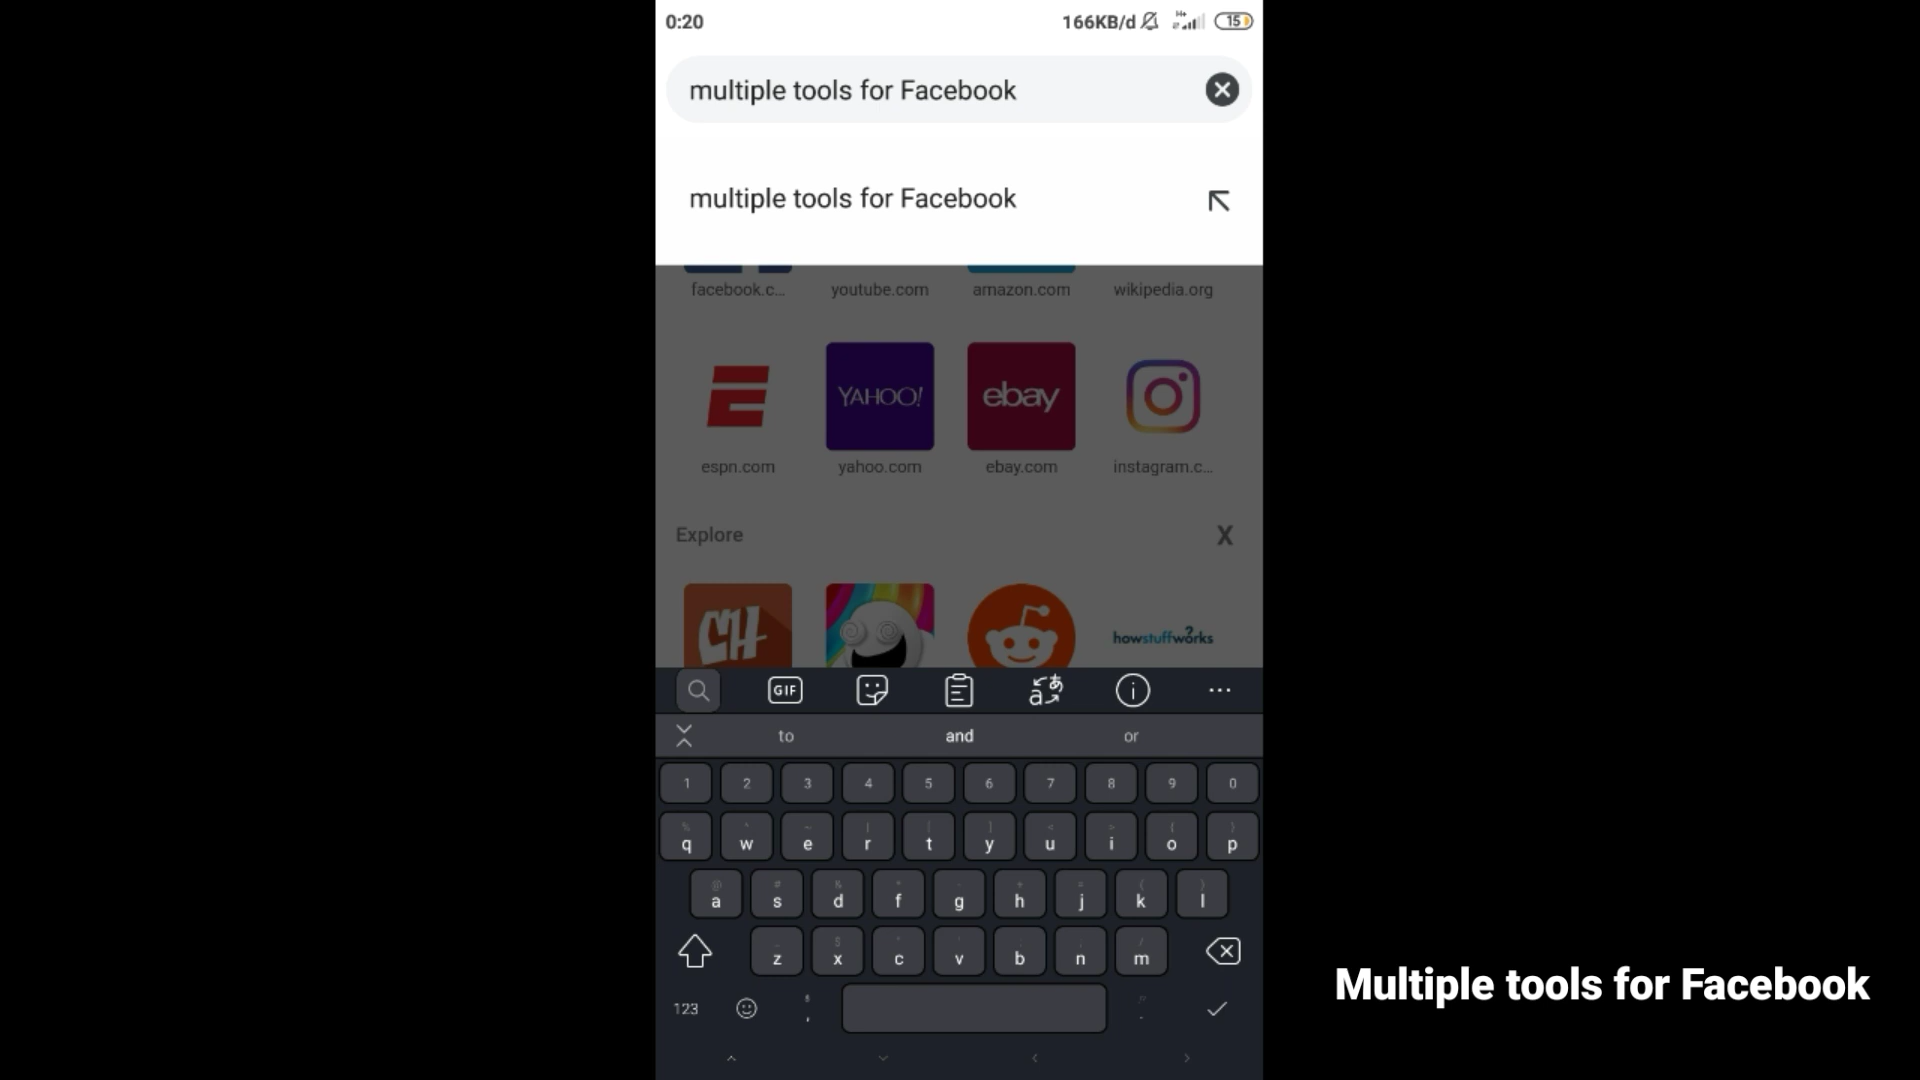 0:20 166KB/d 15
multiple tools for Facebook
multiple tools for Facebook
facebook.c... youtube.com amazon.com wikipedia.org
YAHOO! ebay
espn.com yahoo.com ebay.com instagram.c...
Explore X
CH howstuffworks
GIF
to and or
1 2 3 4 5 6 7 8 9 0
q w e r t y u i o p
a s d f g h j k l
z x c v b n m
123
Multiple tools for Facebook